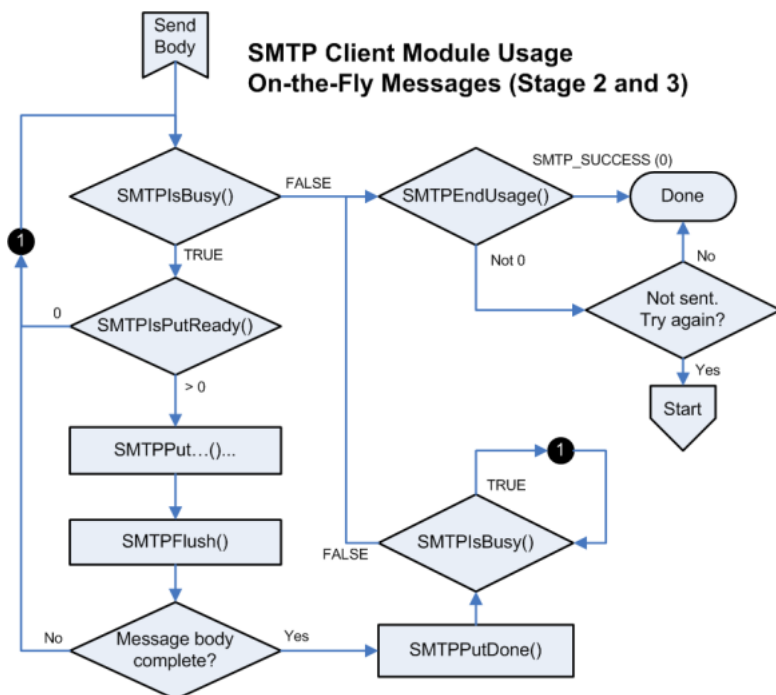 Send
Body
SMTP Client Module Usage
On-the-Fly Messages (Stage 2 and 3)
SMTPIsBusy()
FALSE
SMTPEndUsage()
SMTP_SUCCESS (0)
Done
1
TRUE
Not 0
No
0
SMTPIsPutReady()
Not sent.
Try again?
> 0
Yes
Start
SMTPPut...()...
1
TRUE
SMTPFlush()
FALSE
SMTPIsBusy()
No
Message body
complete?
Yes
SMTPPutDone()